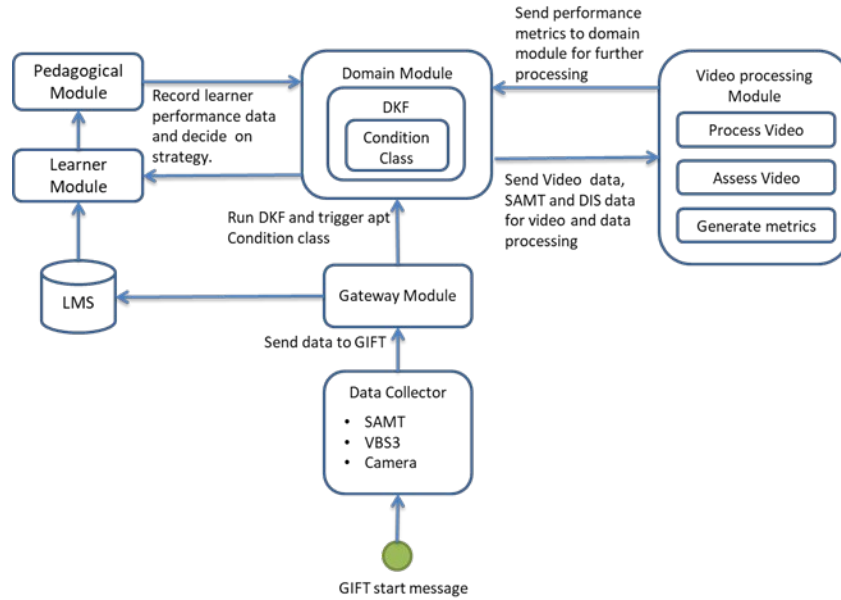 Send performance
metrics to domain
module for further
processing
Pedagogical
Module
Domain Module
Video processing
Module
Record learner
performance data
and decide on
strategy.
DKF
Condition
Class
Process Video
Learner
Module
Assess Video
Send Video data,
SAMT and DIS data
for video and data
processing
Run DKF and trigger apt
Condition class
Generate metrics
LMS
Gateway Module
Send data to GIFT
Data Collector
• SAMT
• VBS3
• Camera
GIFT start message